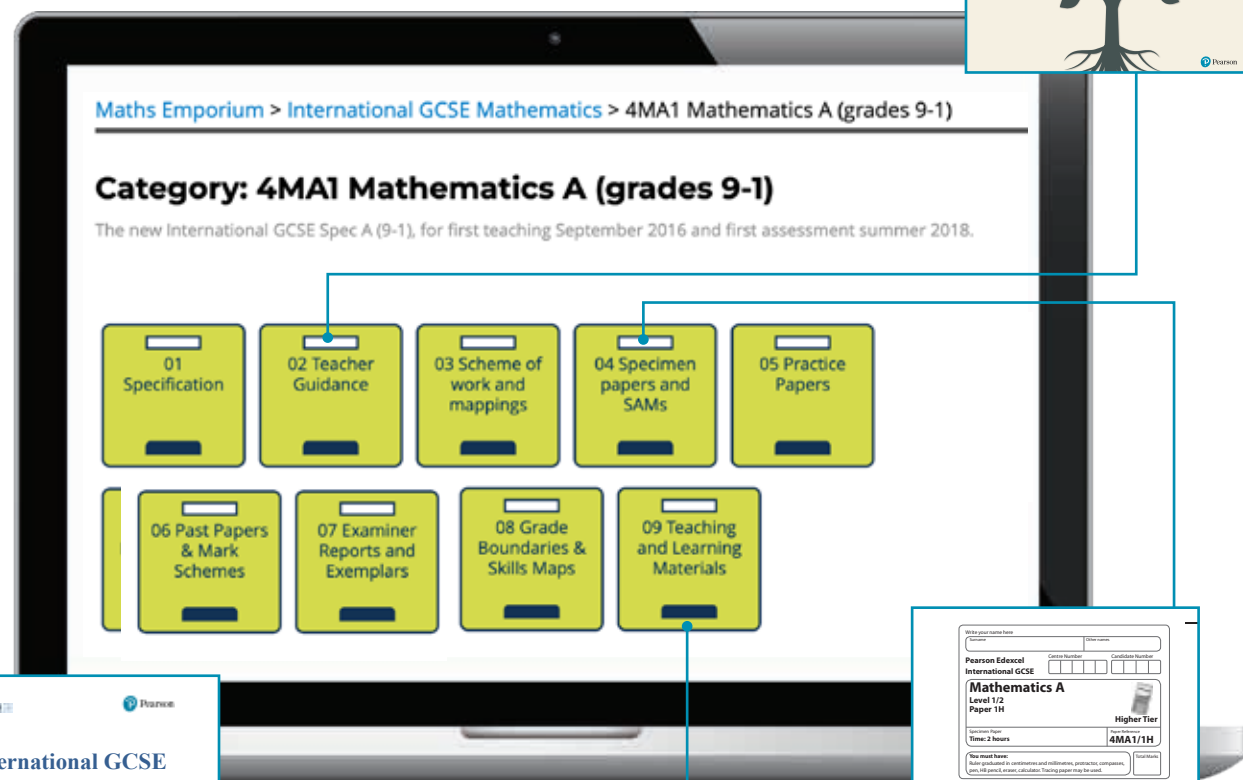 Pearson
Maths Emporium > International GCSE Mathematics > 4MA1 Mathematics A (grades 9-1)
Category: 4MA1 Mathematics A (grades 9-1)
The new International GCSE Spec A (9-1), for first teaching September 2016 and first assessment summer 2018.
01
Specification
02 Teacher
Guidance
03 Scheme of
work and
mappings
04 Specimen
papers and
SAMs
05 Practice
Papers
06 Past Papers
& Mark
Schemes
07 Examiner
Reports and
Exemplars
08 Grade
Boundaries &
Skills Maps
09 Teaching
and Learning
Materials
Pearson
ernational GCSE
Write your name here
Surname
Other names
Pearson Edexcel
International GCSE
Centre Number
Candidate Number
Mathematics A
Level 1/2
Paper 1H
Higher Tier
Specimen Paper
Time: 2 hours
Paper Reference
4MA1/1H
You must have:
Ruler graduated in centimetres and millimetres, protractor, compasses,
pen, HB pencil, eraser, calculator. Tracing paper may be used.
Total Marks